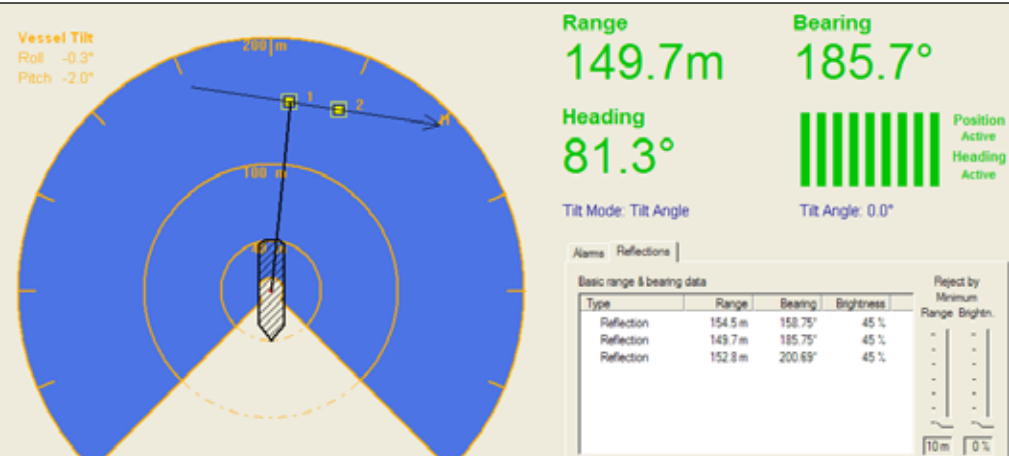 Vessel Tilt
Roll -0.3°
Pitch -2.0°
200 m
1
2
100 m
Range
149.7m
Bearing
185.7°
Heading
81.3°
Position
Active
Heading
Active
Tilt Mode: Tilt Angle
Tilt Angle: 0.0°
Alarms Reflections
Basic range & bearing data
Type Range Bearing Brightness
Reflection 154.5 m 158.75° 45 %
Reflection 149.7 m 185.75° 45 %
Reflection 152.8 m 200.69° 45 %
Reject by
Minimum
Range Brightn.
10 m 0 %